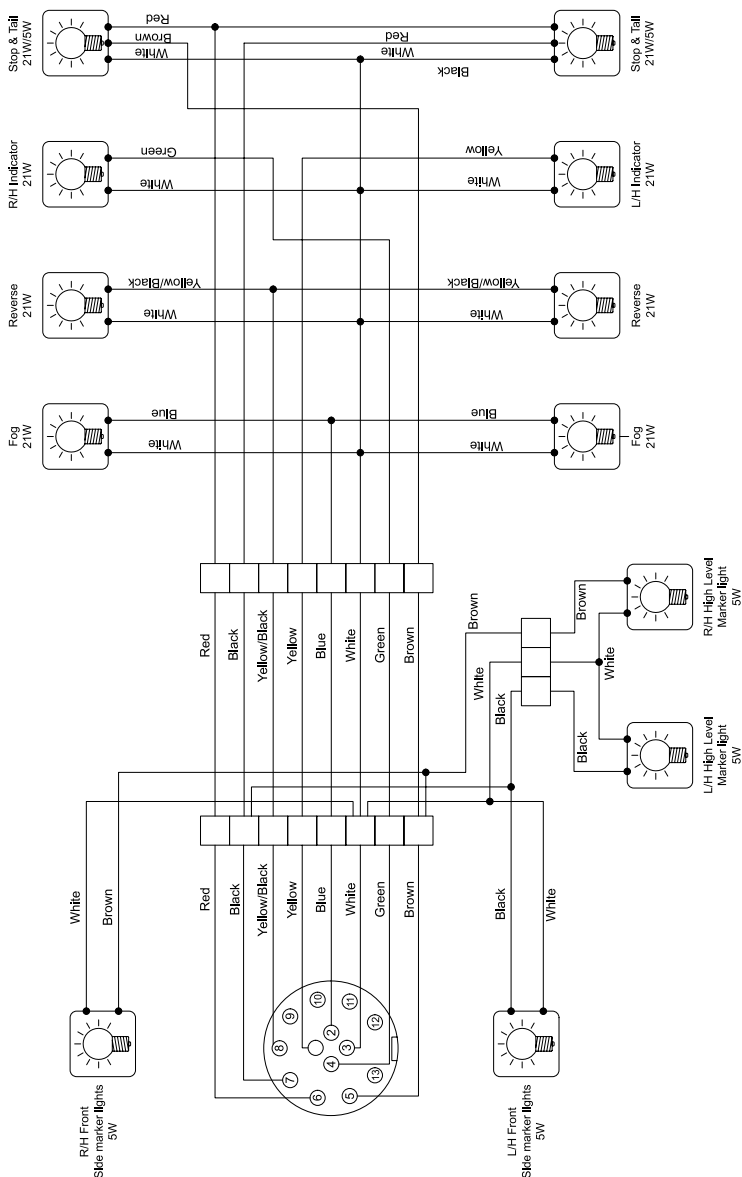 Stop & Tail
21W/5W
Red
Brown
White
Red
White
Black
Stop & Tail
21W/5W
R/H Indicator
21W
Green
White
Yellow
White
L/H Indicator
21W
Reverse
21W
Yellow/Black
White
Yellow/Black
White
Reverse
21W
Fog
21W
Blue
White
Blue
White
Fog
21W
Red
Black
Yellow/Black
Yellow
Blue
White
Green
Brown
Brown
White
Black
Brown
White
Black
R/H High Level
Marker light
5W
L/H High Level
Marker light
5W
White
Brown
Red
Black
Yellow/Black
Yellow
Blue
White
Green
Brown
Black
White
R/H Front
Side marker lights
5W
9
10
11
8
2
12
3
7
4
13
6
5
L/H Front
Side marker lights
5W